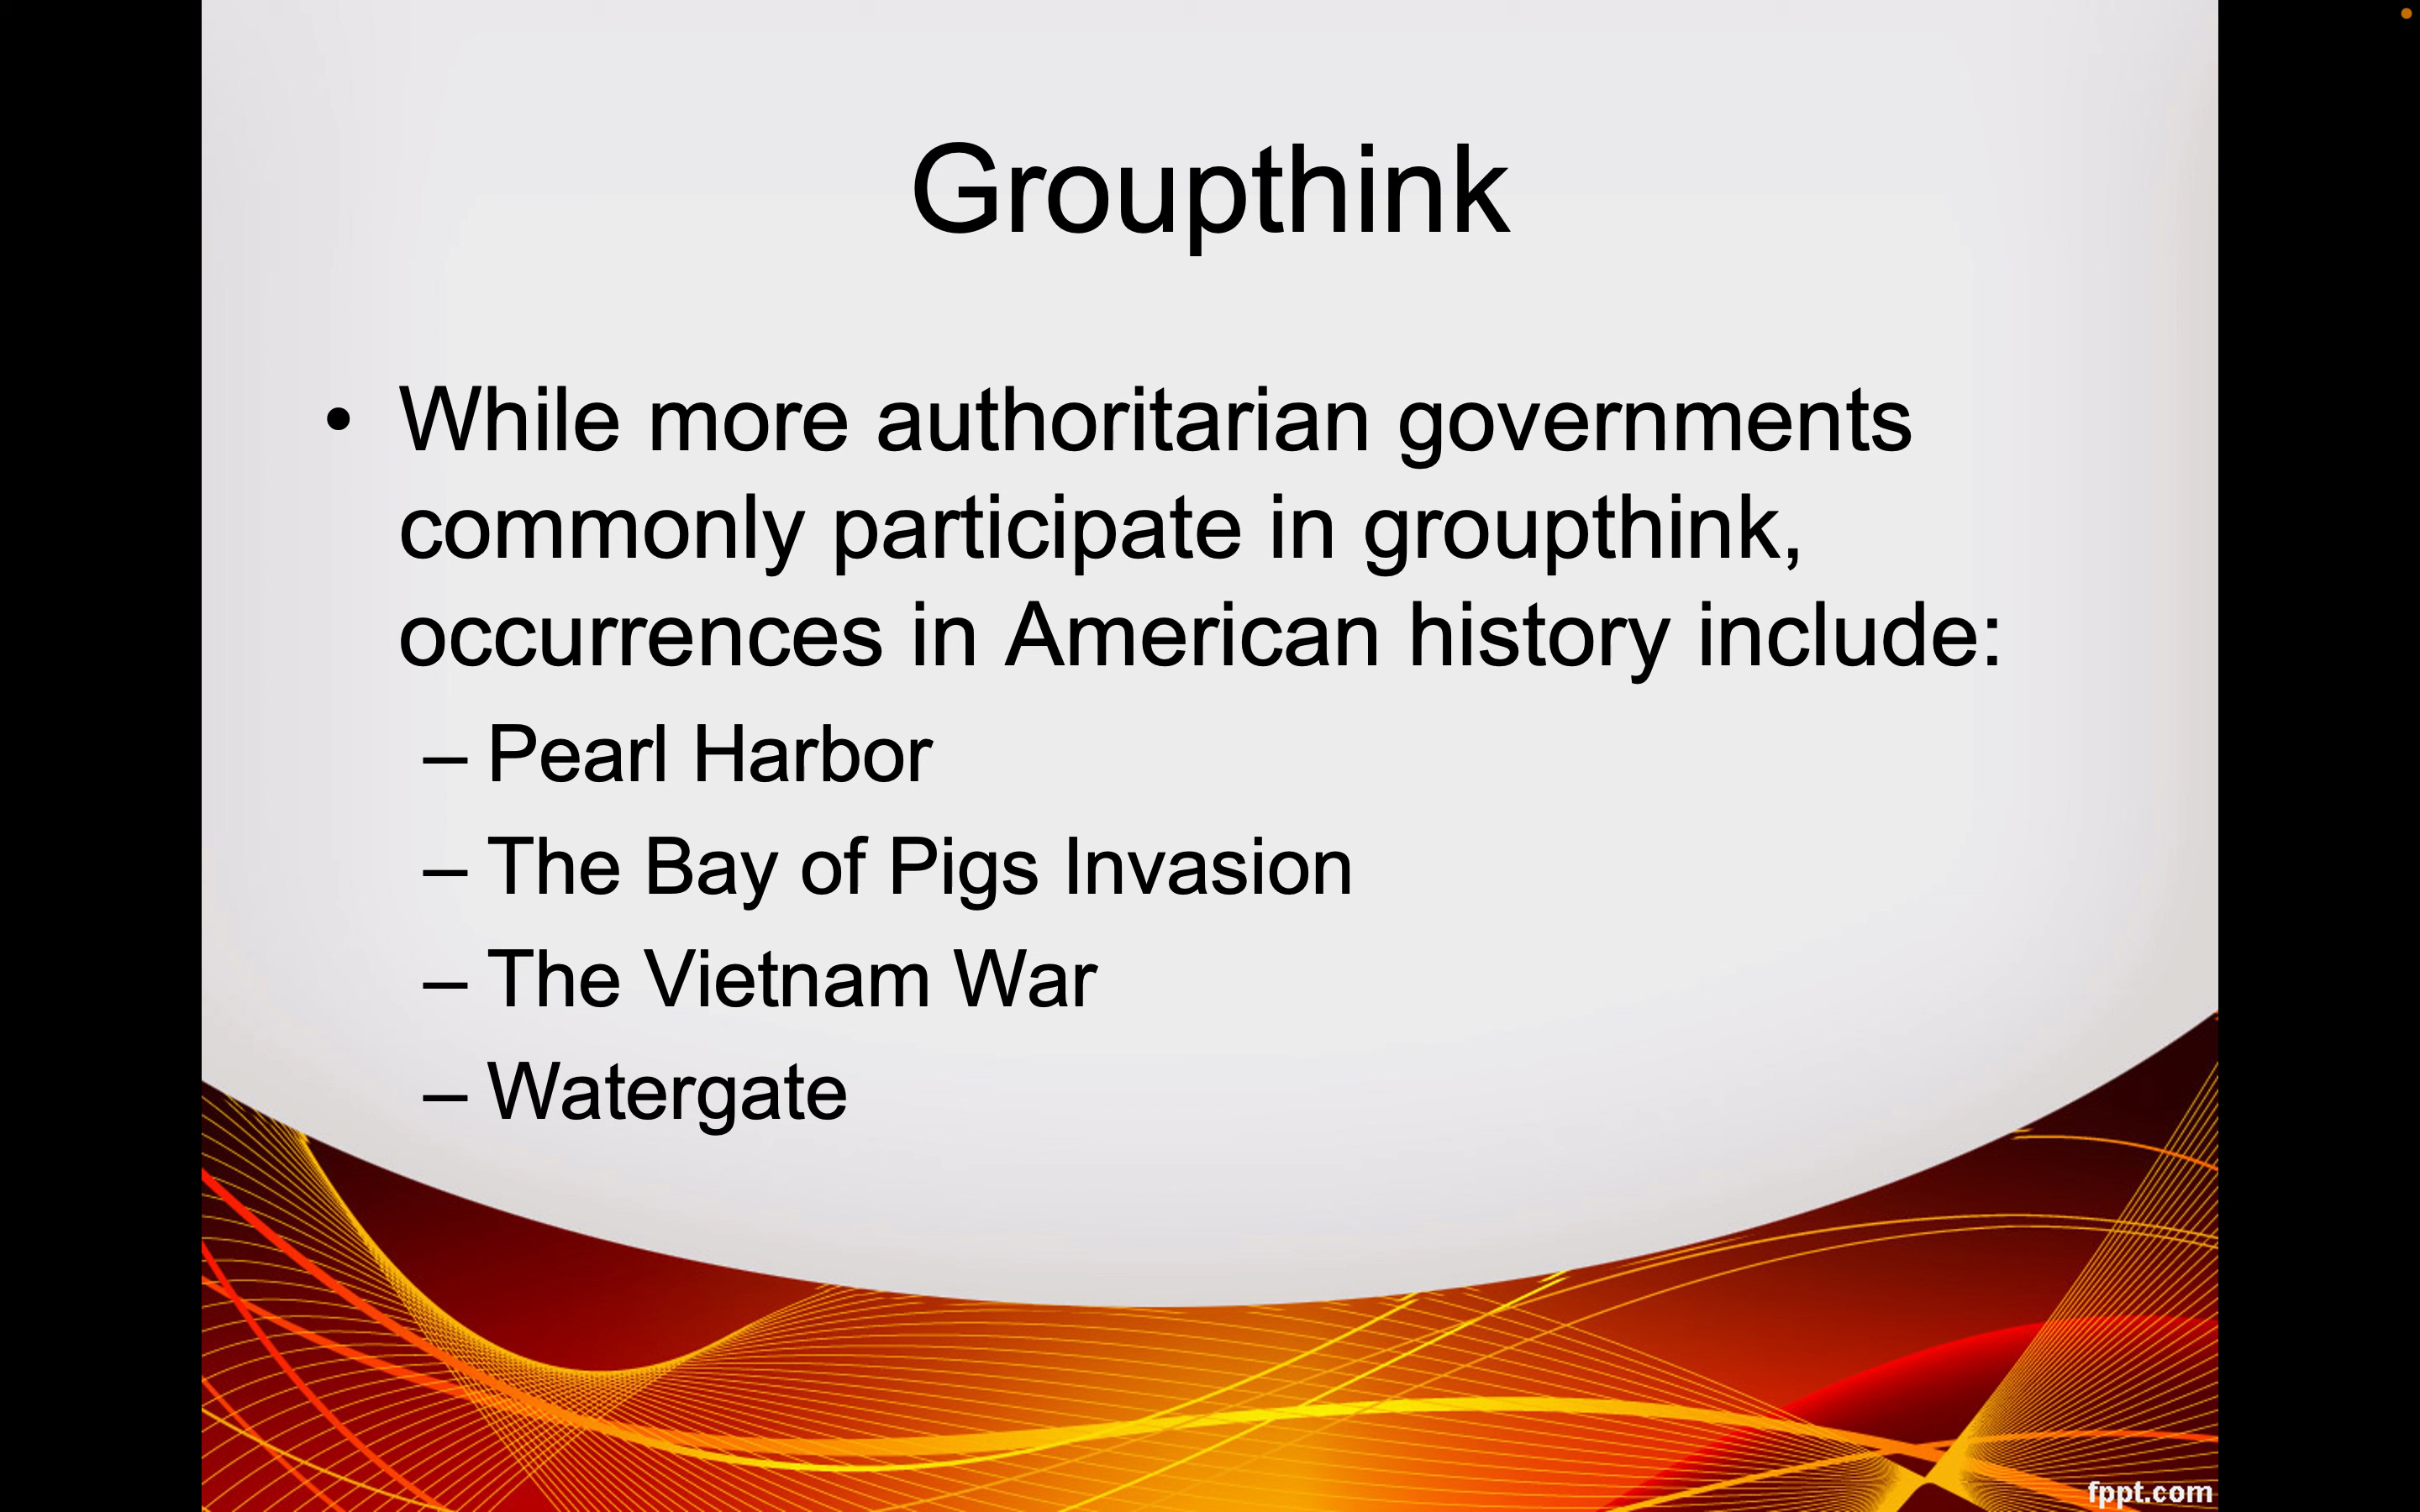 Groupthink
• While more authoritarian governments
commonly participate in groupthink,
occurrences in American history include:
– Pearl Harbor
– The Bay of Pigs Invasion
– The Vietnam War
– Watergate
fppt.com